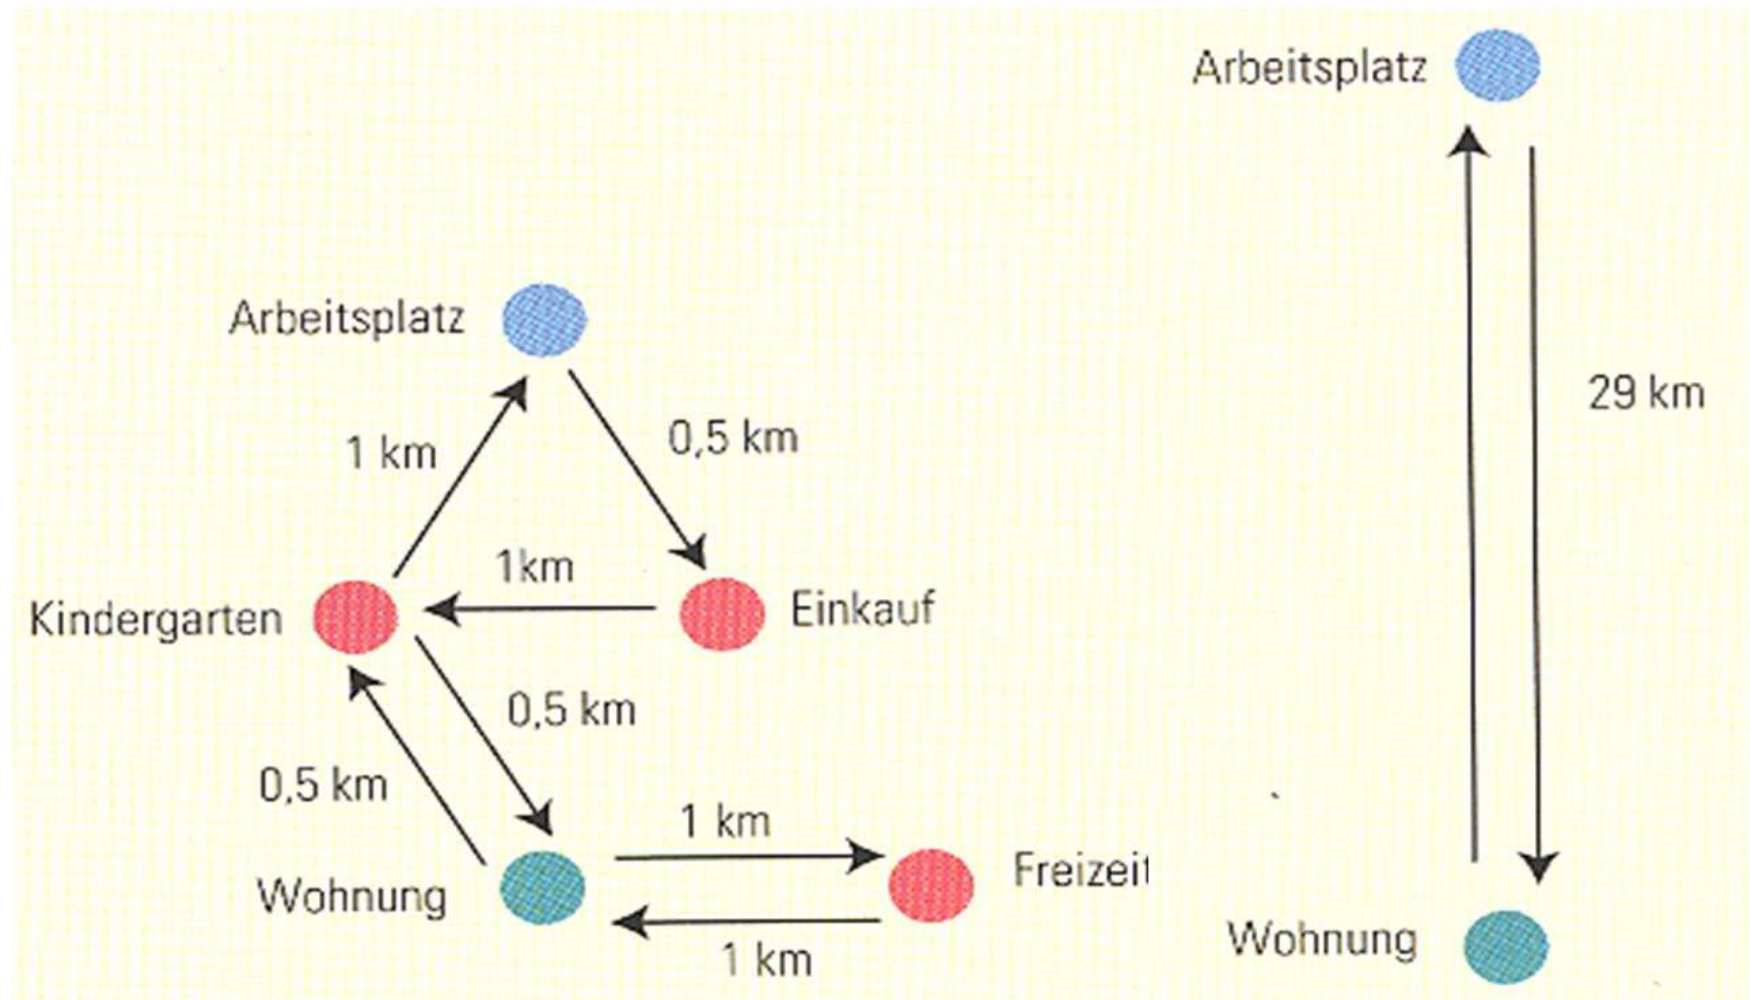 Arbeitsplatz
1 km
0,5 km
1km
Kindergarten
Einkauf
0,5 km
0,5 km
1 km
Wohnung
Freizeit
1 km
Arbeitsplatz
29 km
Wohnung